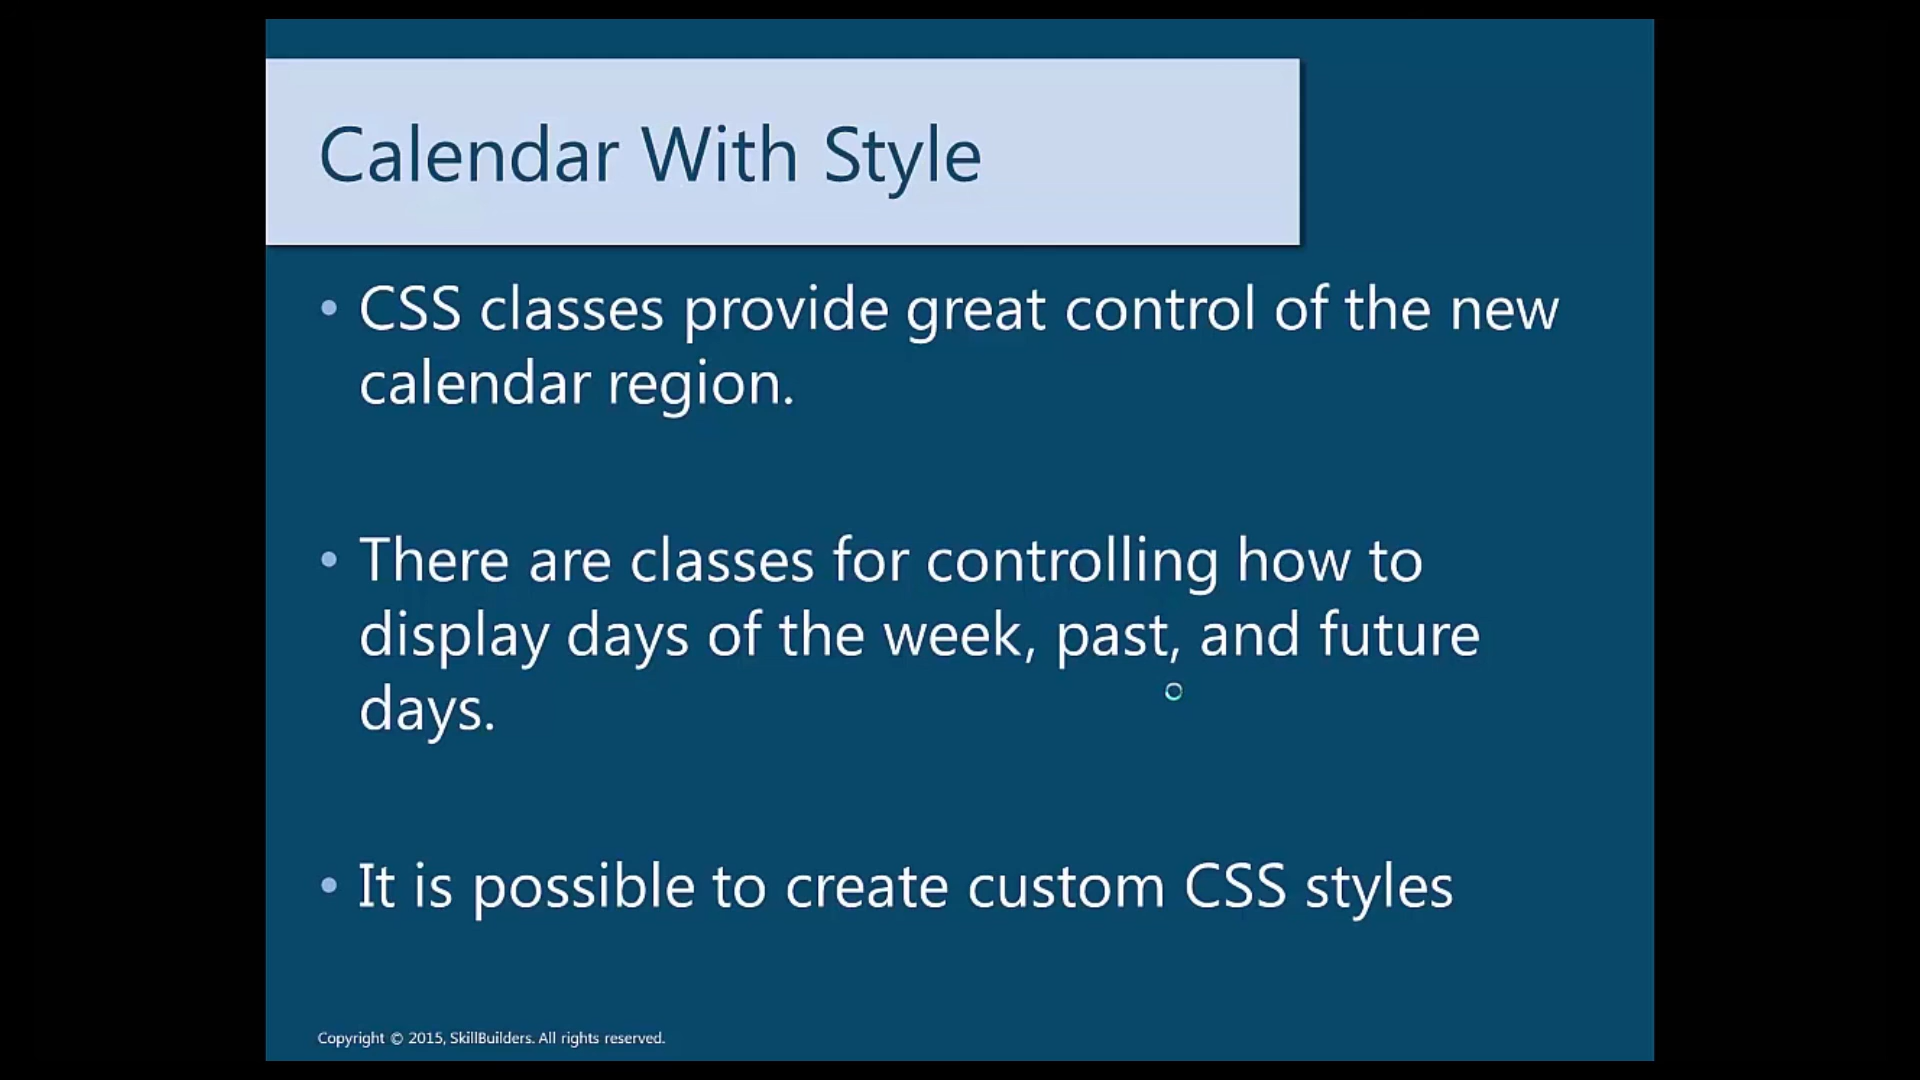 Calendar With Style
• CSS classes provide great control of the new
calendar region.
• There are classes for controlling how to
display days of the week, past, and future
days.
• It is possible to create custom CSS styles
Copyright © 2015, SkillBuilders. All rights reserved.